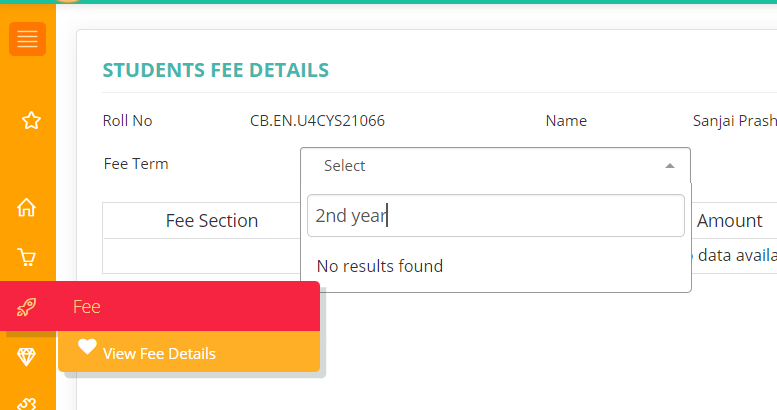 STUDENTS FEE DETAILS
Roll No CB.EN.U4CYS21066 Name Sanjai Prash
Fee Term Select
2nd year
Fee Section Amount
No results found
data availa
Fee
View Fee Details